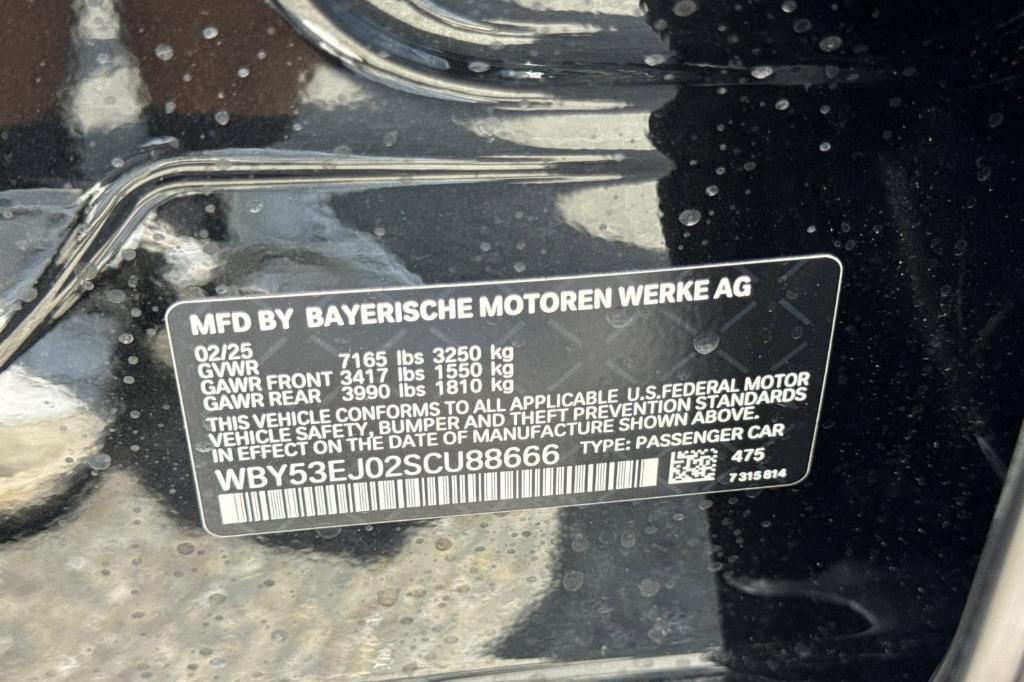 MFD BY BAYERISCHE MOTOREN WERKE AG
02/25
GVWR 7165 lbs 3250 kg
GAWR FRONT 3417 lbs 1550 kg
GAWR REAR 3990 lbs 1810 kg
THIS VEHICLE CONFORMS TO ALL APPLICABLE U.S.FEDERAL MOTOR
VEHICLE SAFETY, BUMPER AND THEFT PREVENTION STANDARDS
IN EFFECT ON THE DATE OF MANUFACTURE SHOWN ABOVE.
WBY53EJ02SCU88666 TYPE: PASSENGER CAR
475
7 315 814